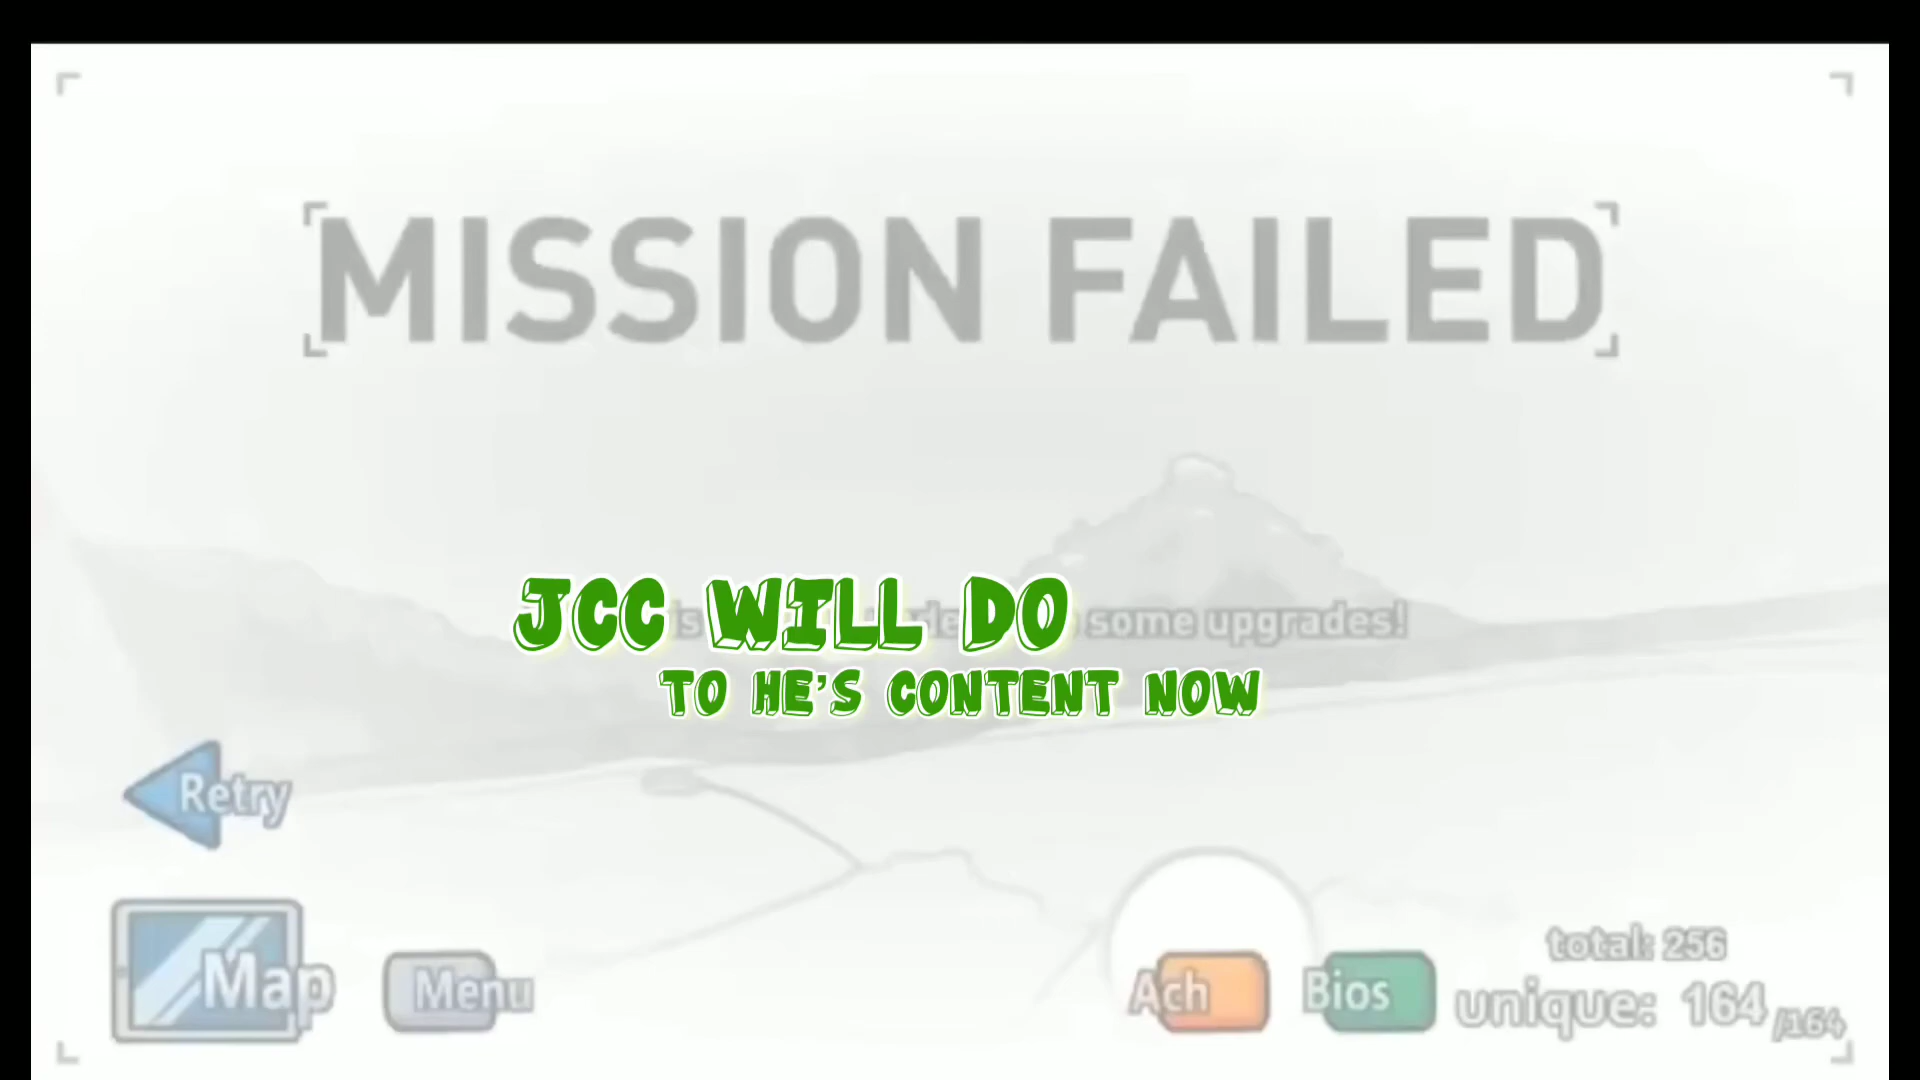 MISSION FAILED
JCC WILL DO some upgrades!
TO HE'S CONTENT NOW
Retry
Map
Menu
Ach
Bios
total: 256
unique: 164 /164